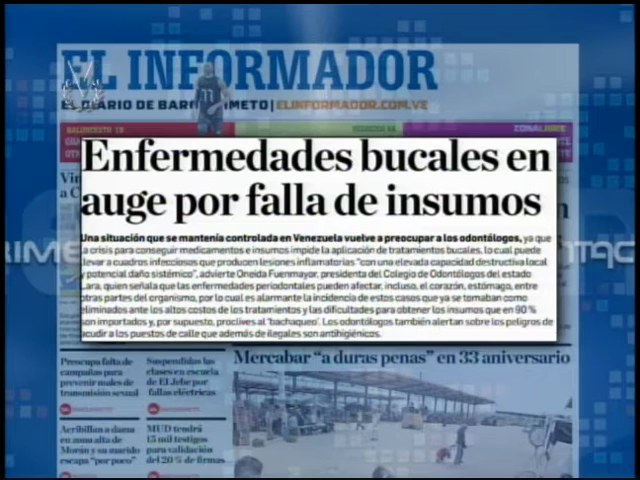 EL INFORMADOR
EL DIARIO DE BARQUISIMETO | ELINFORMADOR.COM.VE
Enfermedades bucales en
auge por falla de insumos
Una situación que se mantenía controlada en Venezuela vuelve a preocupar a los odontólogos, ya que
la crisis para conseguir medicamentos e insumos impide la aplicación de tratamientos bucales, lo cual puede
llevar a cuadros infecciosos que producen lesiones inflamatorias "con una elevada capacidad destructiva local
y potencial daño sistémico", advierte Oneida Fuenmayor, presidenta del Colegio de Odontólogos del estado
Lara, quien señala que las enfermedades periodontales pueden afectar, incluso, el corazón, estómago, entre
otras partes del organismo, por lo cual es alarmante la incidencia de estos casos que ya se tomaban como
eliminados ante los altos costos de los tratamientos y las dificultades para obtener los insumos que en 90 %
son importados y, por supuesto, proclives al 'bachaqueo'. Los odontólogos también alertan sobre los peligros de
acudir a los puestos de calle que además de ilegales son antihigiénicos.
Mercabar "a duras penas" en 33 aniversario
Preocupa falta de
campañas para
prevenir males de
transmisión sexual
Suspendidas las
clases en escuela
de El Jebe por
fallas eléctricas
Acribillan a dama
en zona alta de
Morán y su marido
escapa "por poco"
MUD tendrá
15 mil testigos
para validación
del 20 % de firmas